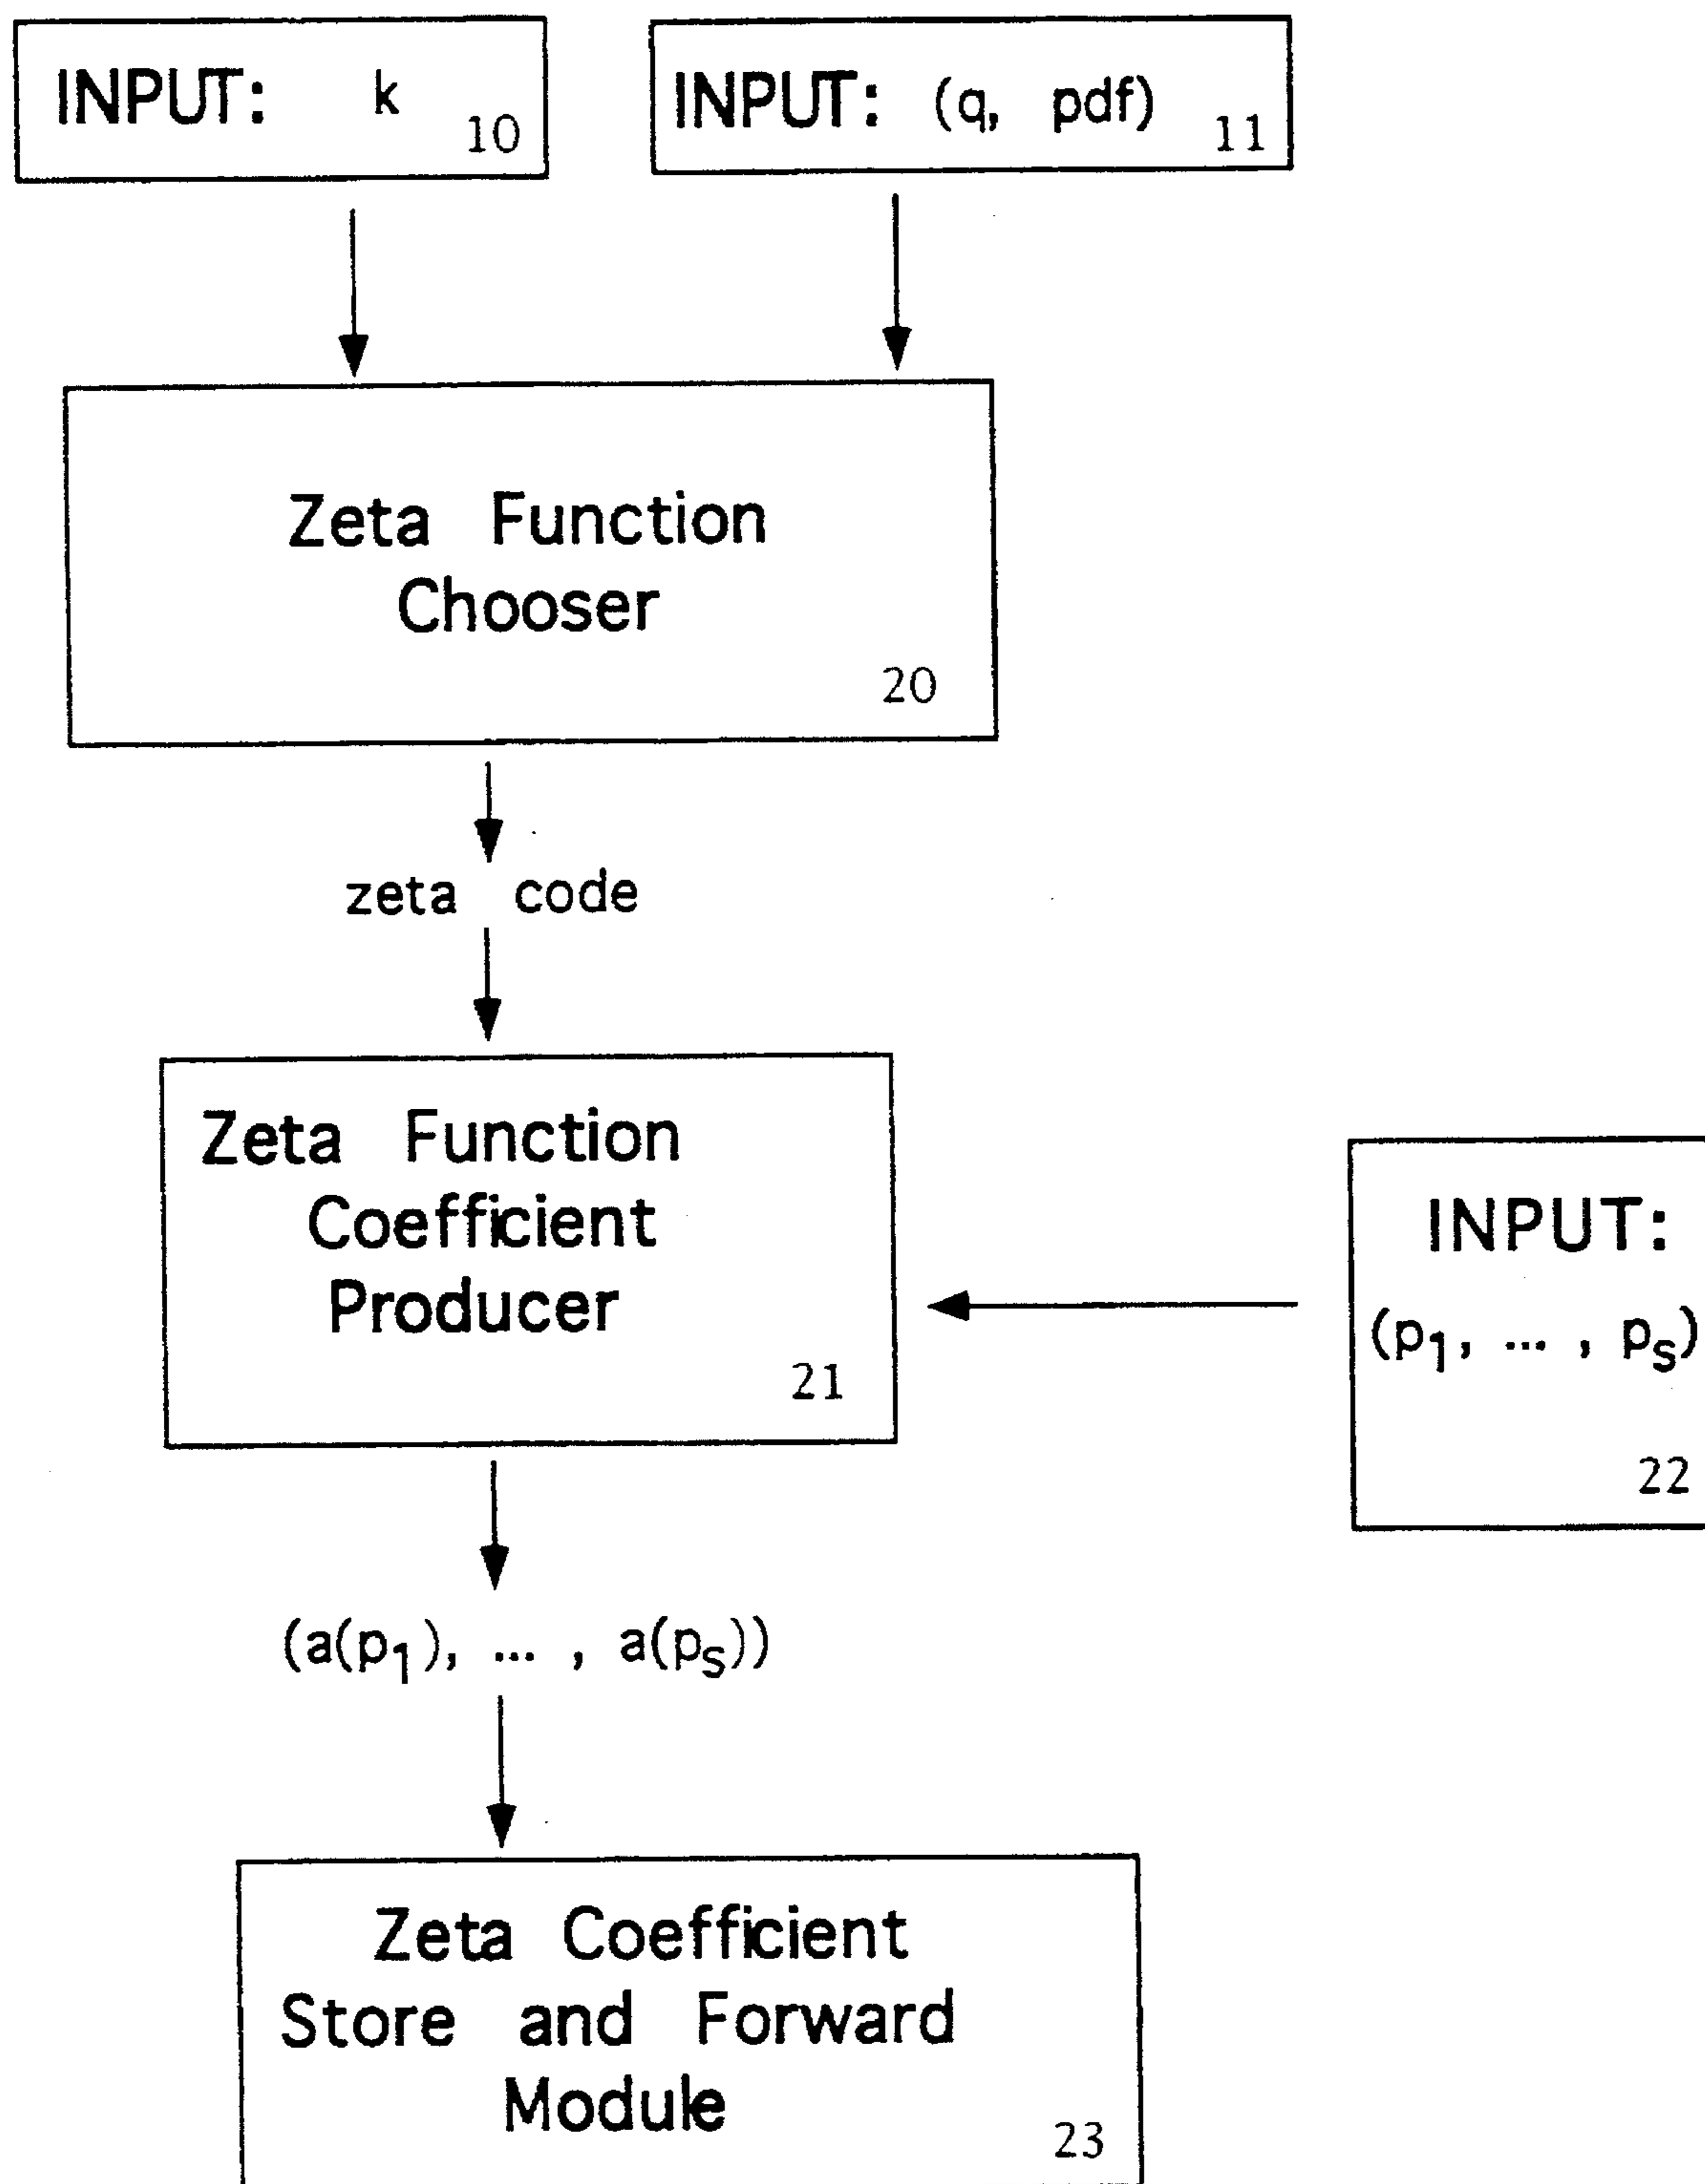 INPUT: k
10
INPUT: (q, pdf)
11
Zeta Function
Chooser
20
zeta code
Zeta Function
Coefficient
Producer
21
INPUT:
(p1, ... , ps)
22
(a(p1), ... , a(ps))
Zeta Coefficient
Store and Forward
Module
23